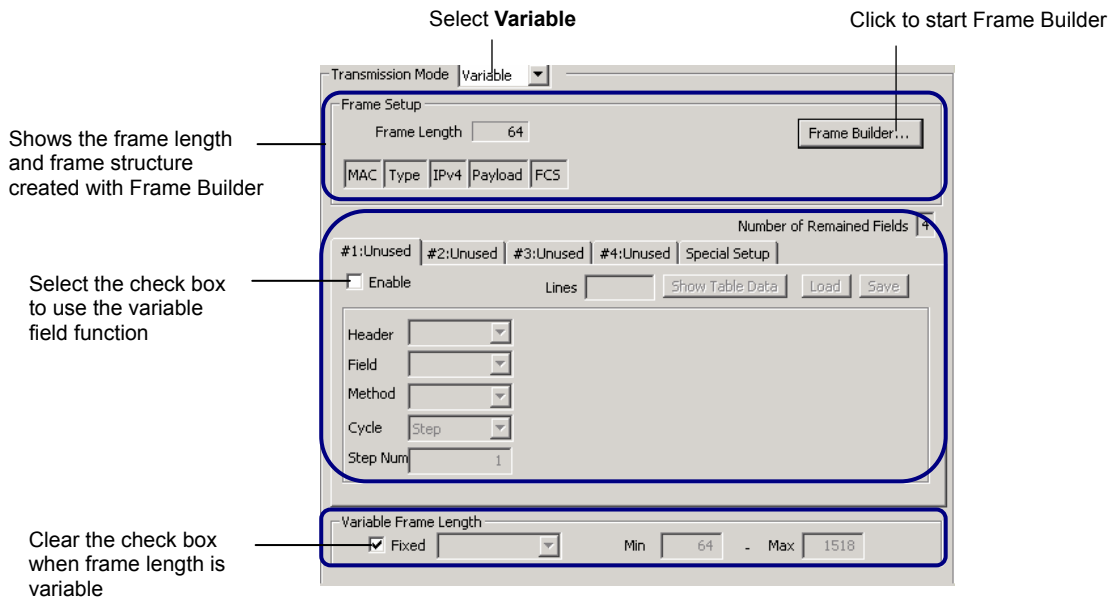 Select Variable
Click to start Frame Builder
Transmission Mode Variable
Frame Setup
Frame Length 64
Frame Builder...
Shows the frame length
and frame structure
created with Frame Builder
MAC Type IPv4 Payload FCS
Number of Remained Fields 4
#1:Unused #2:Unused #3:Unused #4:Unused Special Setup
Select the check box
to use the variable
field function
Enable Lines Show Table Data Load Save
Header
Field
Method
Cycle Step
Step Num 1
Variable Frame Length
Clear the check box
when frame length is
variable
Fixed Min 64 - Max 1518